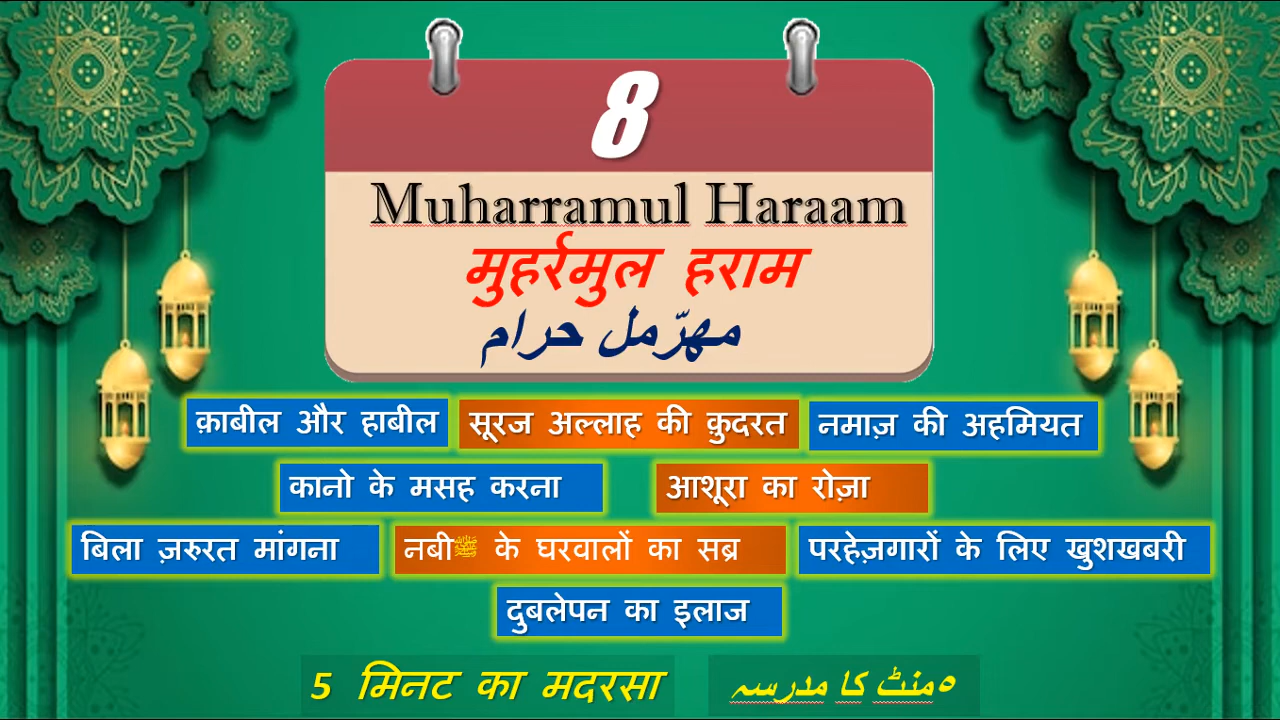 8
Muharramul Haraam
मुहर्रमुल हराम
مہرّمل حرام
क़ाबील और हाबील सूरज अल्लाह की क़ुदरत नमाज़ की अहमियत
कानो के मसह करना आशूरा का रोज़ा
बिला ज़रुरत मांगना नबीﷺ के घरवालों का सब्र परहेज़गारों के लिए खुशखबरी
दुबलेपन का इलाज
5 मिनट का मदरसा ۵منٹ کا مدرسہ